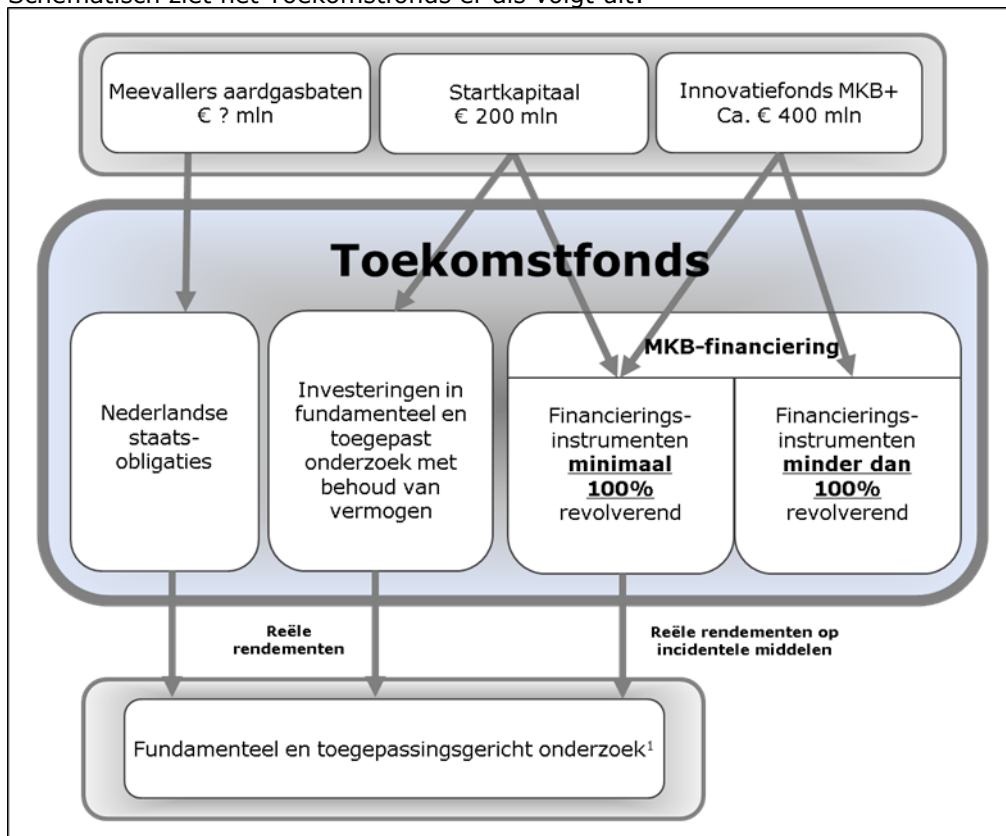 Schematisch ziet het Toekomstfonds er als volgt uit:
Meevallers aardgasbaten
€ ? mln
Startkapitaal
€ 200 mln
Innovatiefonds MKB+
Ca. € 400 mln
Toekomstfonds
MKB-financiering
Nederlandse
staats-
obligaties
Investeringen in
fundamenteel en
toegepast
onderzoek met
behoud van
vermogen
Financierings-
instrumenten
minimaal
100%
revolverend
Financierings-
instrumenten
minder dan
100%
revolverend
Reële
rendementen
Reële rendementen op
incidentele middelen
Fundamenteel en toegepassingsgericht onderzoek¹